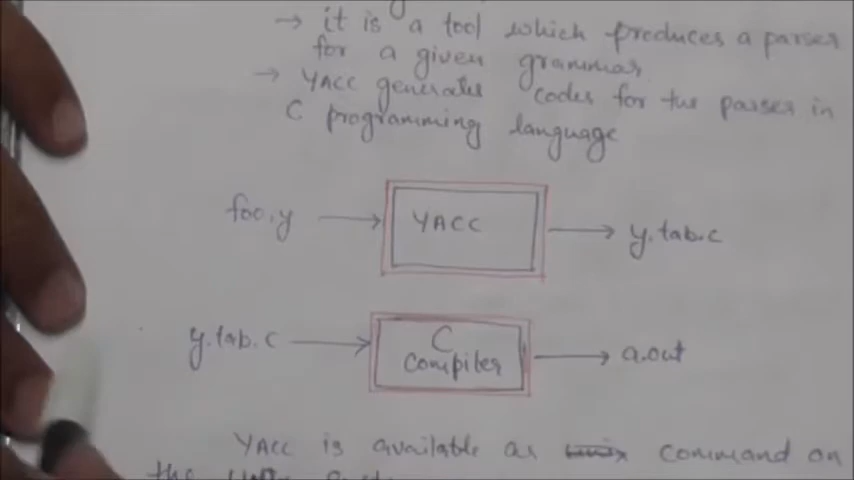 → it is a tool which produces a parser
for a given grammar
→ YACC generates codes for the parser in
C programming language
foo.y → YACC → y.tab.c
y.tab.c → C compiler → a.out
YACC is available as command on
the